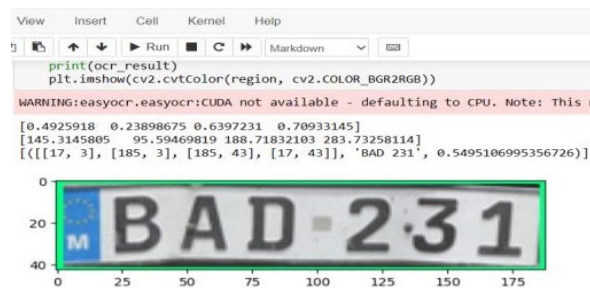 View Insert Cell Kernel Help
Run Markdown
print(ocr_result)
plt.imshow(cv2.cvtColor(region, cv2.COLOR_BGR2RGB))
WARNING:easyocr.easyocr:CUDA not available - defaulting to CPU. Note: This
[0.4925918 0.23898675 0.6397231 0.70933145]
[145.3145805 95.59469819 188.71832103 283.73258114]
[([[17, 3], [185, 3], [185, 43], [17, 43]], 'BAD 231', 0.5495106995356726)]
0
M BAD 231
20
40
0 25 50 75 100 125 150 175